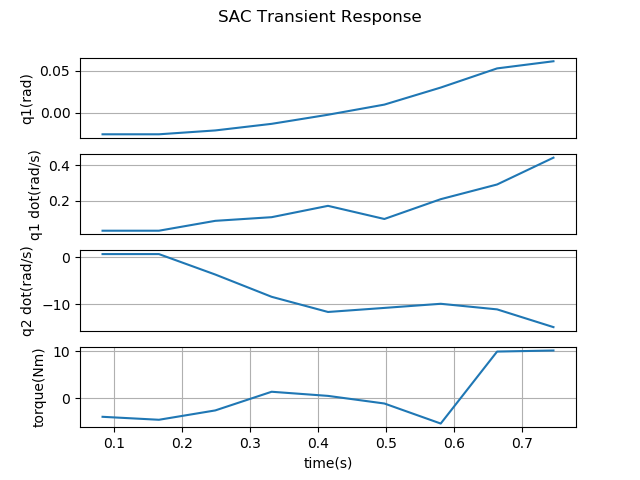 SAC Transient Response
0.05
0.00
q1(rad)
0.4
0.2
q1 dot(rad/s)
0
−10
q2 dot(rad/s)
10
0
torque(Nm)
0.1 0.2 0.3 0.4 0.5 0.6 0.7
time(s)